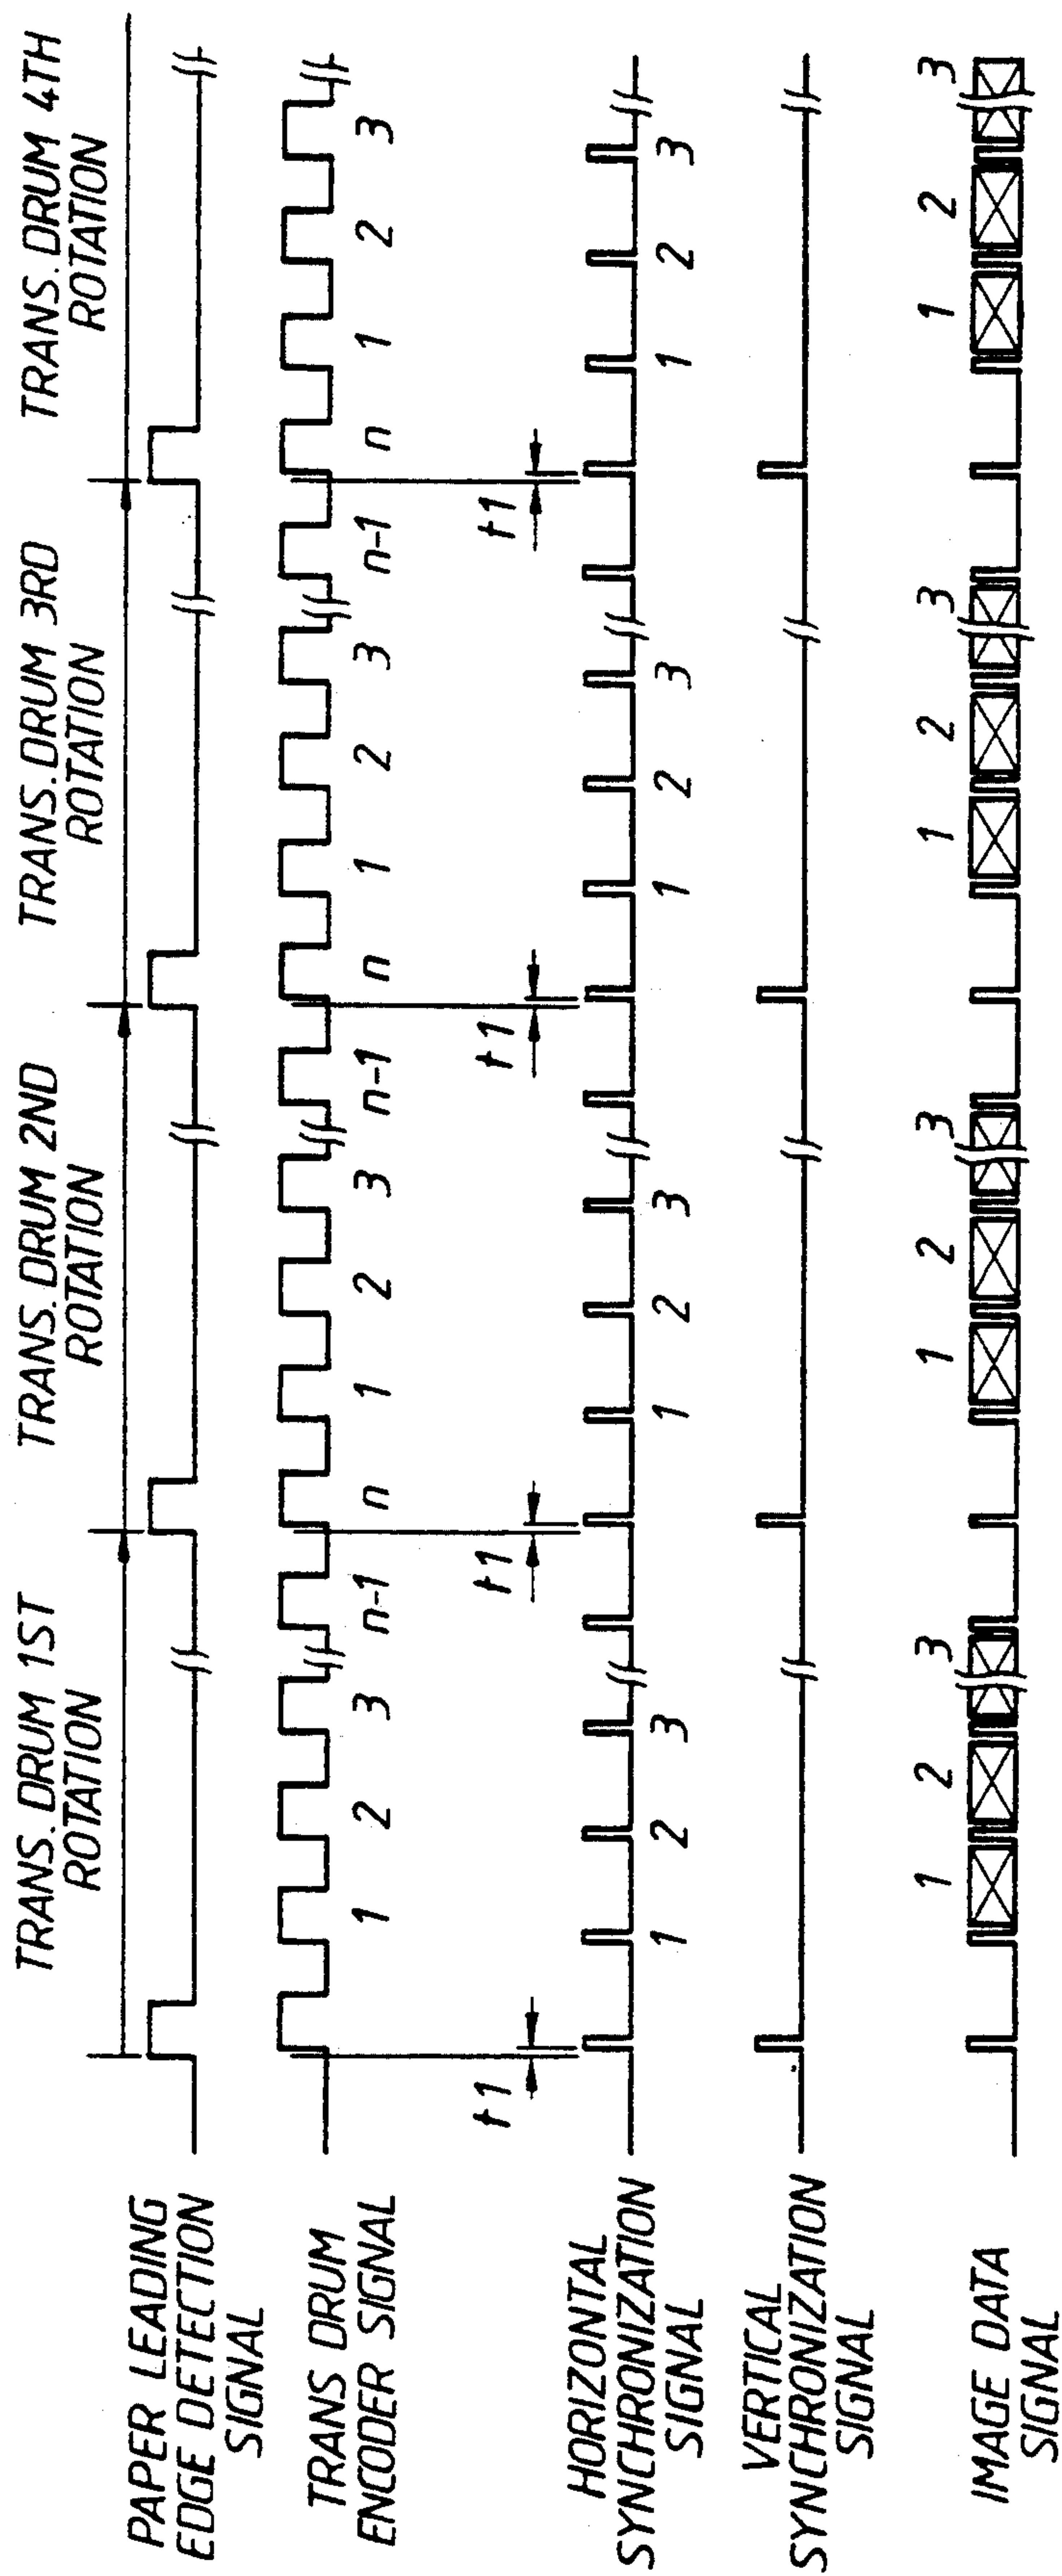 TRANS. DRUM 1ST
ROTATION
TRANS. DRUM 2ND
ROTATION
TRANS. DRUM 3RD
ROTATION
TRANS. DRUM 4TH
ROTATION
PAPER LEADING
EDGE DETECTION
SIGNAL
TRANS DRUM
ENCODER SIGNAL
1 2 3 n-1 n 1 2 3 n-1 n 1 2 3 n-1 n 1 2 3
t1 t1 t1 t1
HORIZONTAL
SYNCHRONIZATION
SIGNAL
1 2 3 1 2 3 1 2 3 1 2 3
VERTICAL
SYNCHRONIZATION
SIGNAL
1 2 3 1 2 3 1 2 3 1 2 3
IMAGE DATA
SIGNAL